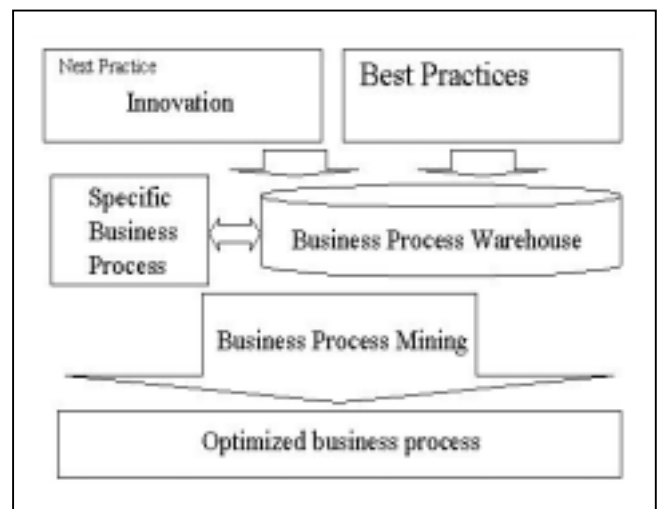 Next Practice
Innovation
Best Practices
Specific
Business
Process
Business Process Warehouse
Business Process Mining
Optimized business process